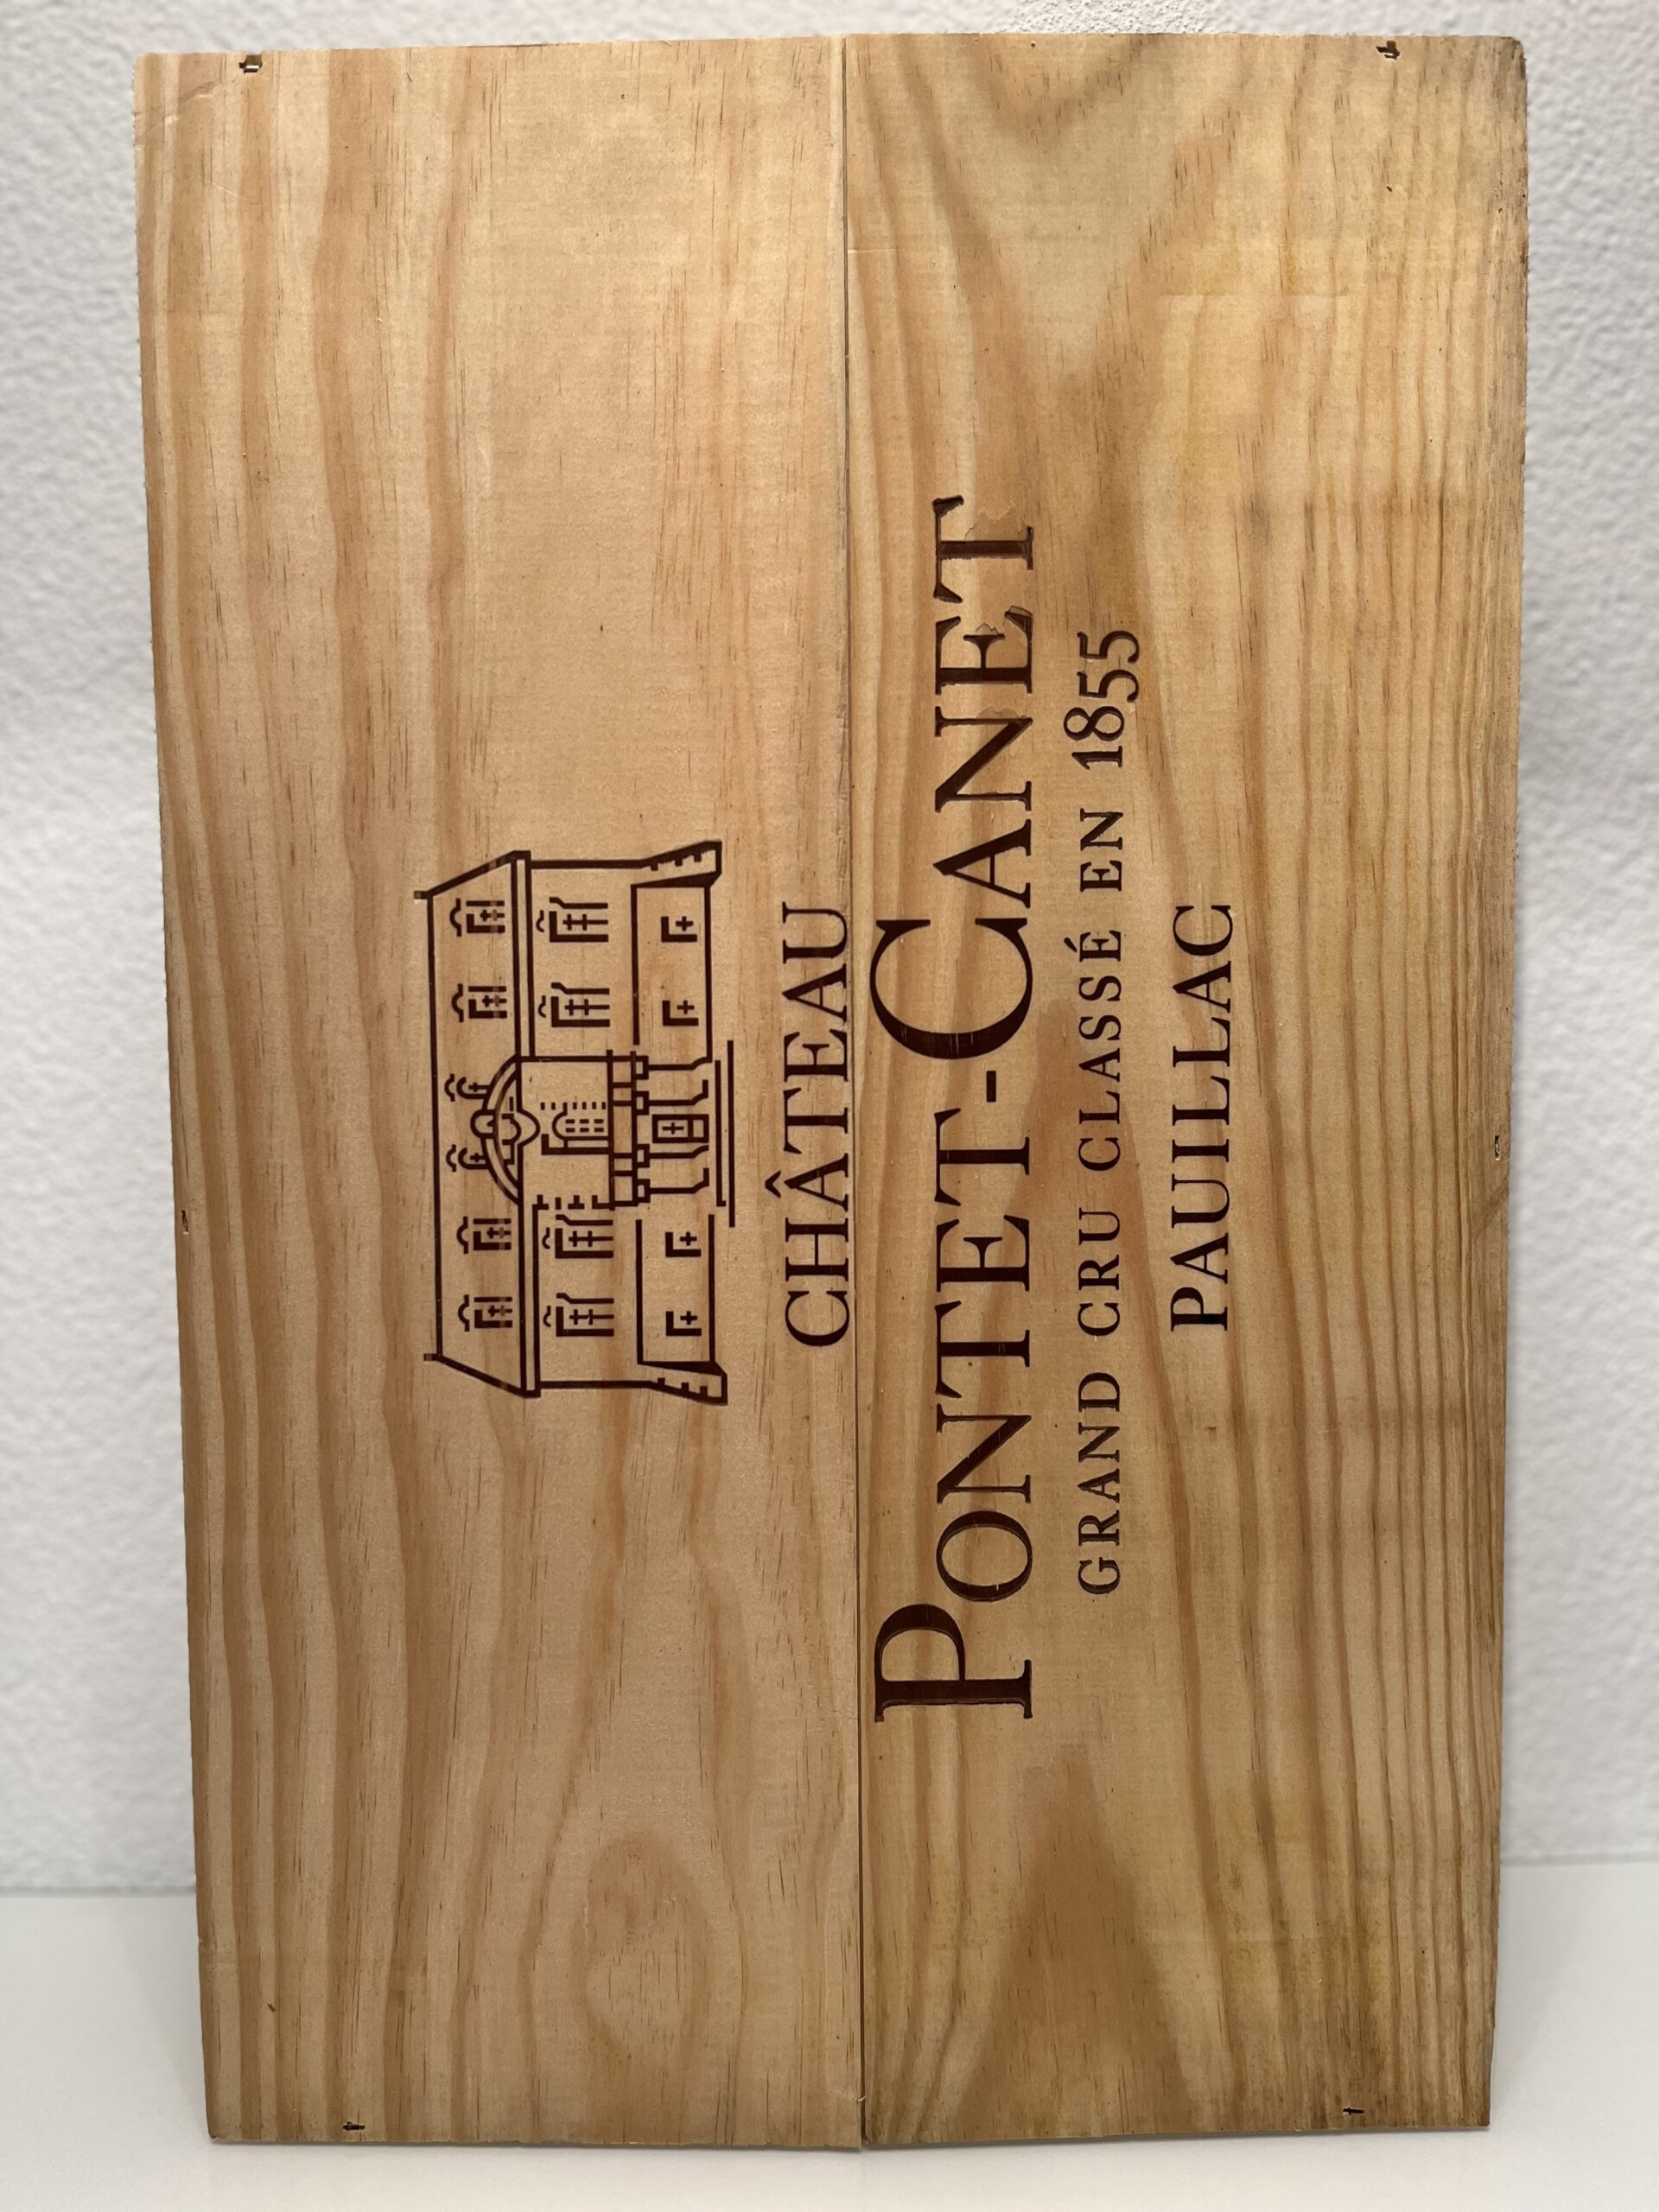 CHÂTEAU
PONTET-CANET
GRAND CRU CLASSÉ EN 1855
PAUILLAC